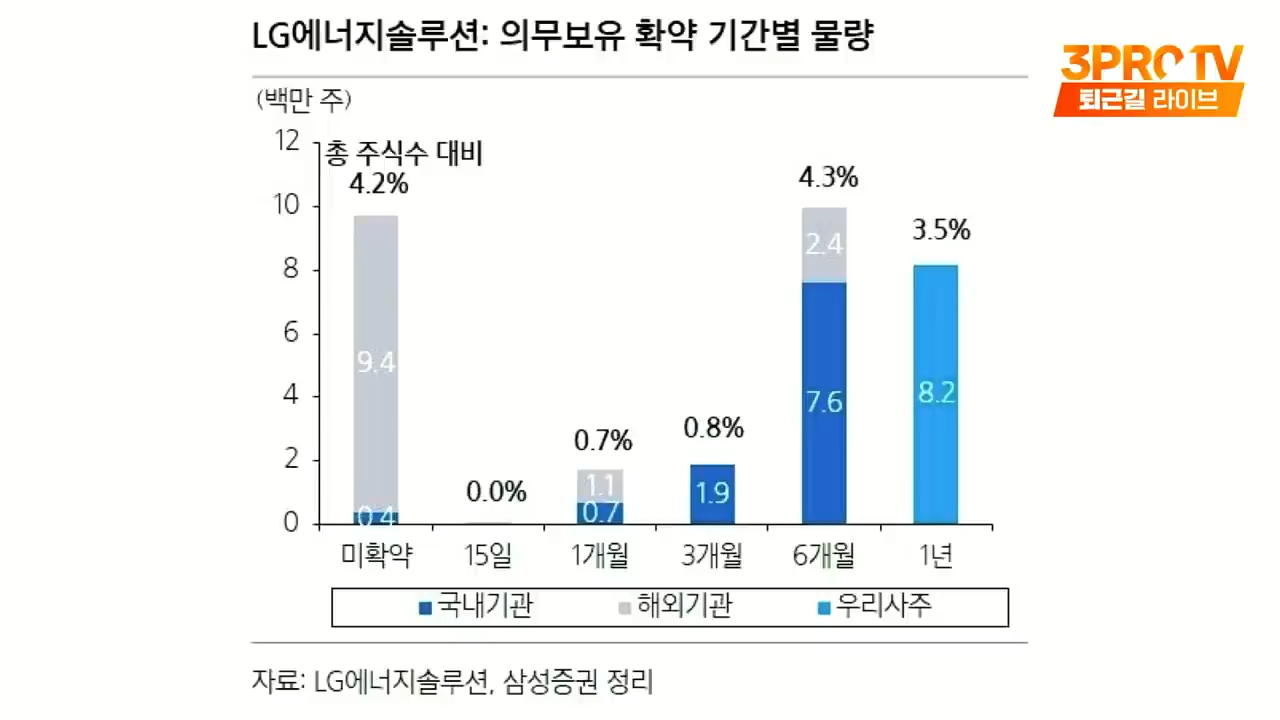 LG에너지솔루션: 의무보유 확약 기간별 물량
3PRO TV
퇴근길 라이브
(백만 주)
12
10
8
6
4
2
0
총 주식수 대비
4.2%
0.0%
0.7%
0.8%
4.3%
3.5%
9.4
0.4
1.1
0.7
1.9
2.4
7.6
8.2
미확약 15일 1개월 3개월 6개월 1년
국내기관 해외기관 우리사주
자료: LG에너지솔루션, 삼성증권 정리